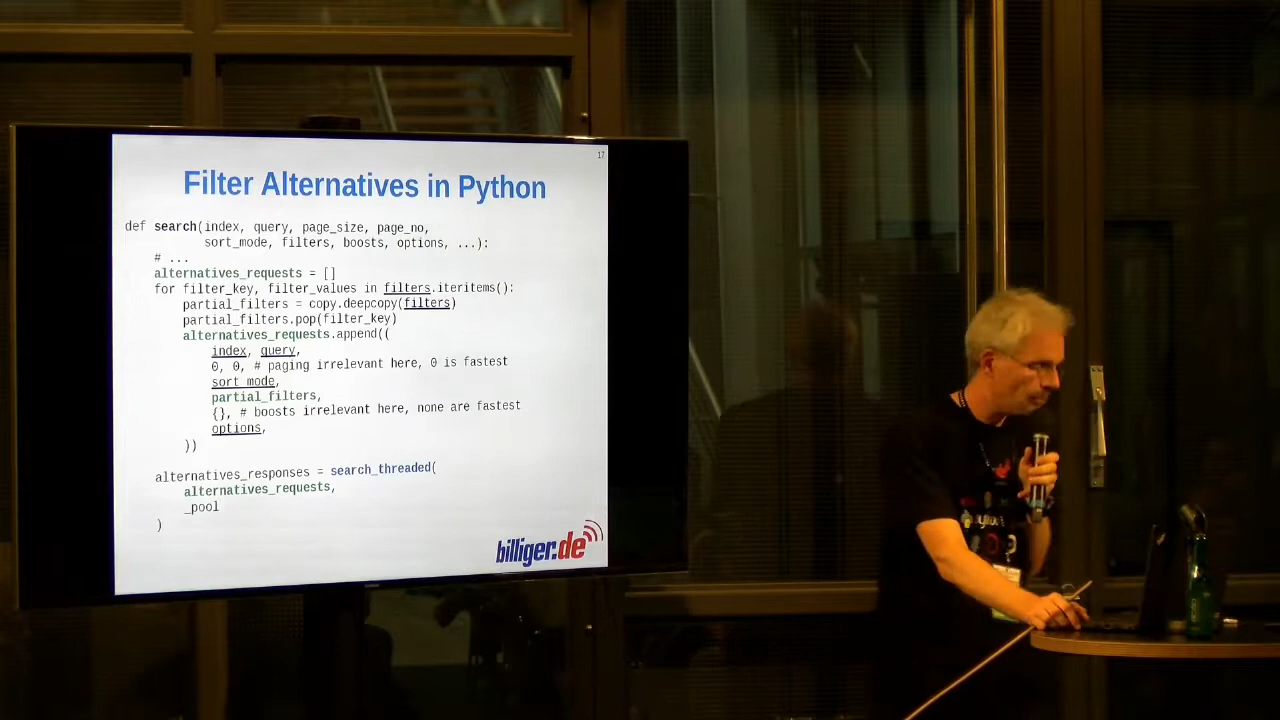 17
Filter Alternatives in Python
def search(index, query, page_size, page_no,
sort_mode, filters, boosts, options, ...):
# ...
alternatives_requests = []
for filter_key, filter_values in filters.iteritems():
partial_filters = copy.deepcopy(filters)
partial_filters.pop(filter_key)
alternatives_requests.append((
index, query,
0, 0, # paging irrelevant here, 0 is fastest
sort_mode,
partial_filters,
{}, # boosts irrelevant here, none are fastest
options,
))
alternatives_responses = search_threaded(
alternatives_requests,
_pool
)
billiger.de